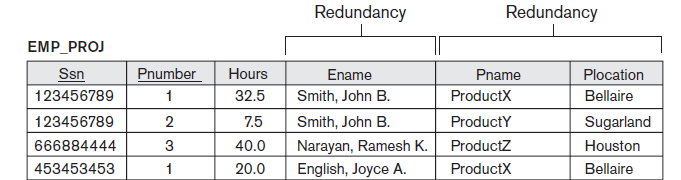 Redundancy Redundancy
EMP_PROJ
Ssn Pnumber Hours Ename Pname Plocation
123456789 1 32.5 Smith, John B. ProductX Bellaire
123456789 2 7.5 Smith, John B. ProductY Sugarland
666884444 3 40.0 Narayan, Ramesh K. ProductZ Houston
453453453 1 20.0 English, Joyce A. ProductX Bellaire